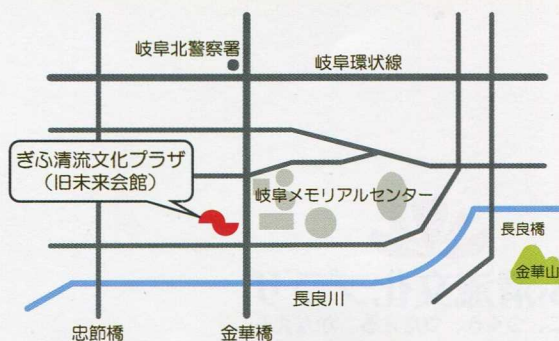 岐阜北警察署
岐阜環状線
ぎふ清流文化プラザ
（旧未来会館）
岐阜メモリアルセンター
長良橋
金華山
長良川
忠節橋
金華橋